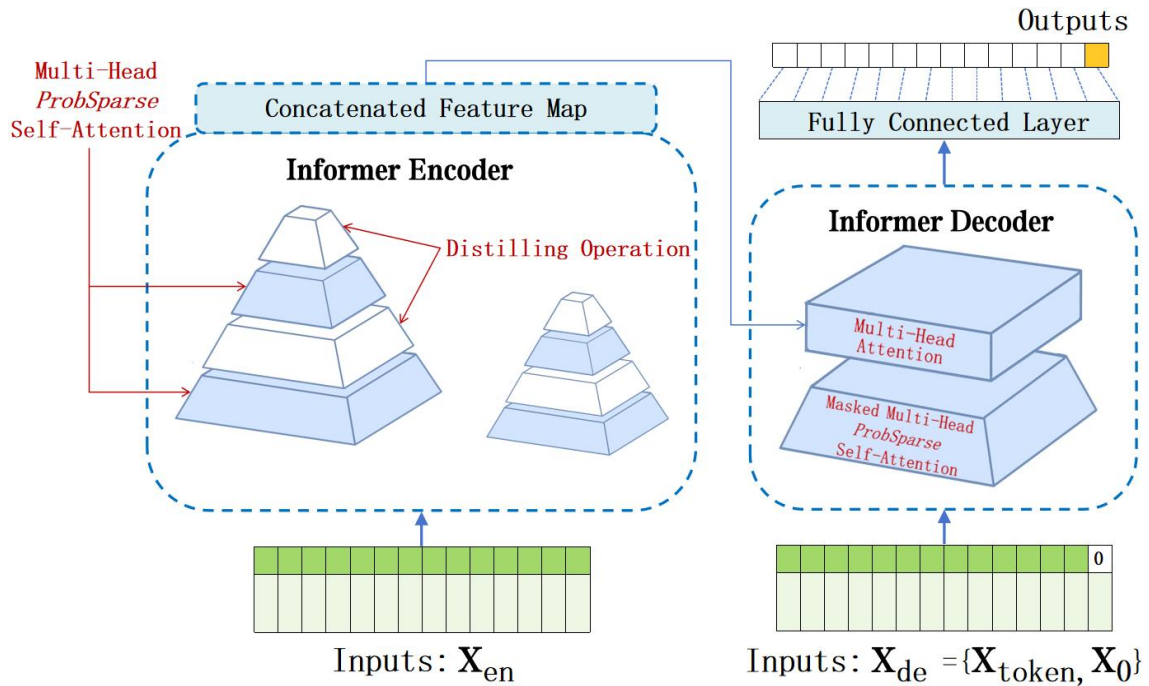 Outputs
Multi-Head
ProbSparse
Self-Attention
Concatenated Feature Map
Fully Connected Layer
Informer Encoder
Distilling Operation
Informer Decoder
Multi-Head
Attention
Masked Multi-Head
ProbSparse
Self-Attention
0
Inputs: Xen
Inputs: Xde ={Xtoken, X0}